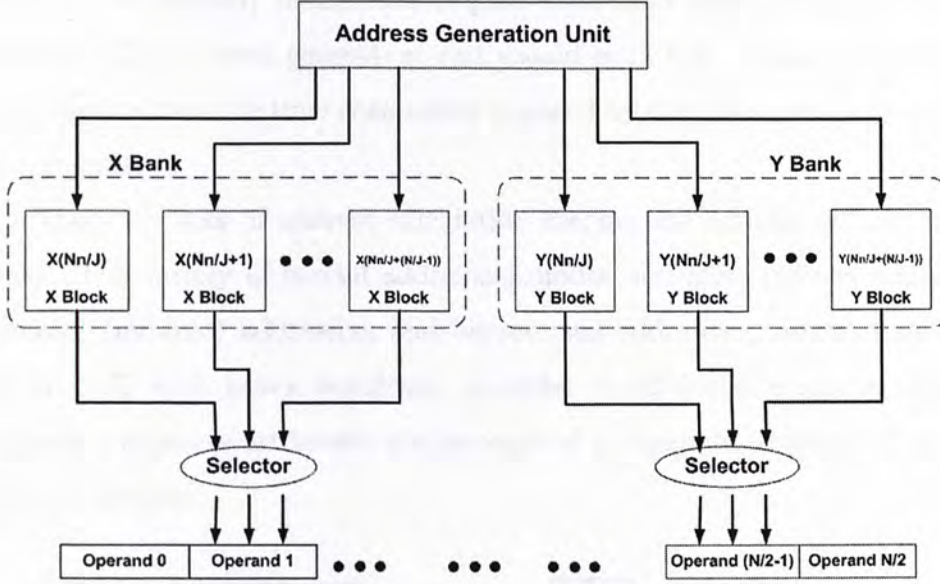 Address Generation Unit
X Bank
Y Bank
X(Nn/J)
X Block
X(Nn/J+1)
X Block
X(Nn/J+(N/J-1))
X Block
Y(Nn/J)
Y Block
Y(Nn/J+1)
Y Block
Y(Nn/J+(N/J-1))
Y Block
Selector
Selector
Operand 0
Operand 1
Operand (N/2-1)
Operand N/2